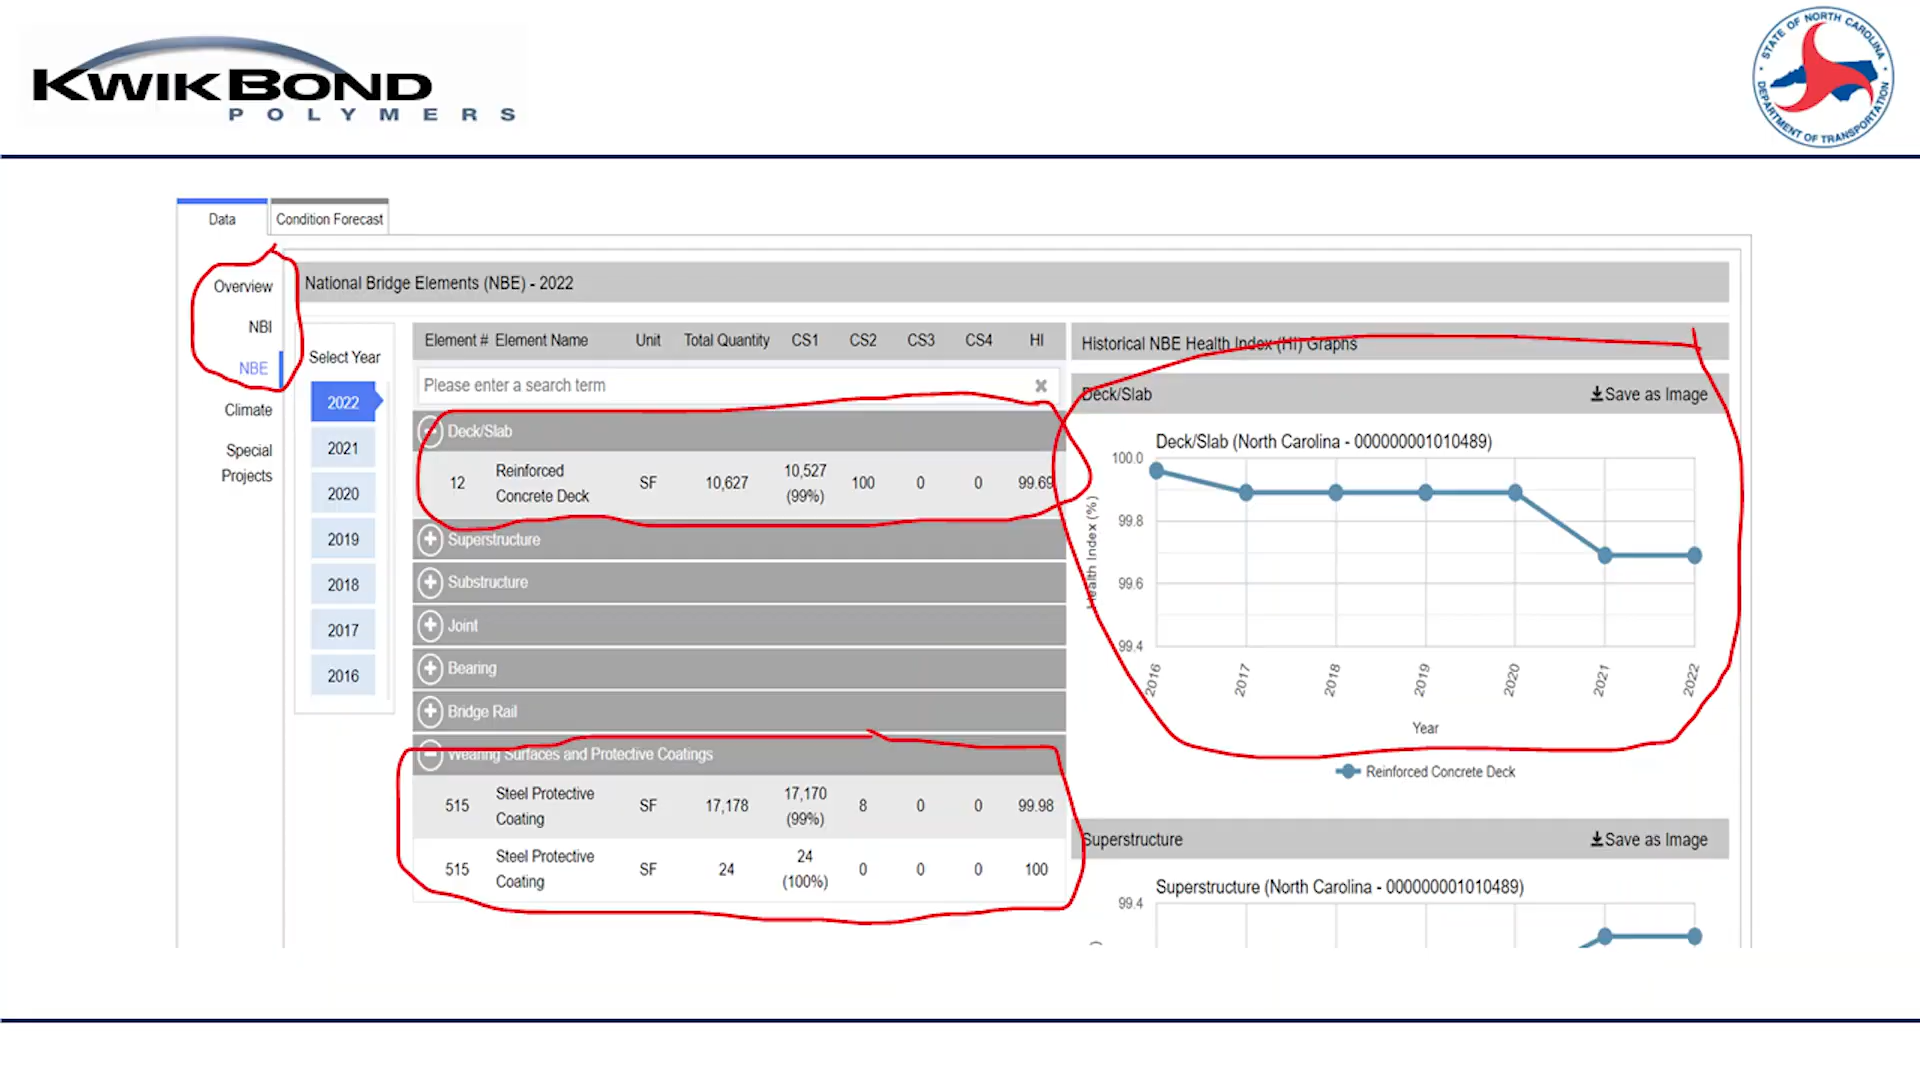 KWIKBOND
POLYMERS
STATE OF NORTH CAROLINA
DEPARTMENT OF TRANSPORTATION
Data
Condition Forecast
Overview
NBI
NBE
Climate
Special
Projects
National Bridge Elements (NBE) - 2022
Select Year
2022
2021
2020
2019
2018
2017
2016
Element # Element Name Unit Total Quantity CS1 CS2 CS3 CS4 HI
Please enter a search term
Deck/Slab
12 Reinforced Concrete Deck SF 10,627 10,527 (99%) 100 0 0 99.69
Superstructure
Substructure
Joint
Bearing
Bridge Rail
Wearing Surfaces and Protective Coatings
515 Steel Protective Coating SF 17,178 17,170 (99%) 8 0 0 99.98
515 Steel Protective Coating SF 24 24 (100%) 0 0 0 100
Historical NBE Health Index (HI) Graphs
Deck/Slab Save as Image
Deck/Slab (North Carolina - 000000001010489)
100.0
99.8
99.6
99.4
Health Index (%)
2016 2017 2018 2019 2020 2021 2022
Year
Reinforced Concrete Deck
Superstructure Save as Image
Superstructure (North Carolina - 000000001010489)
99.4